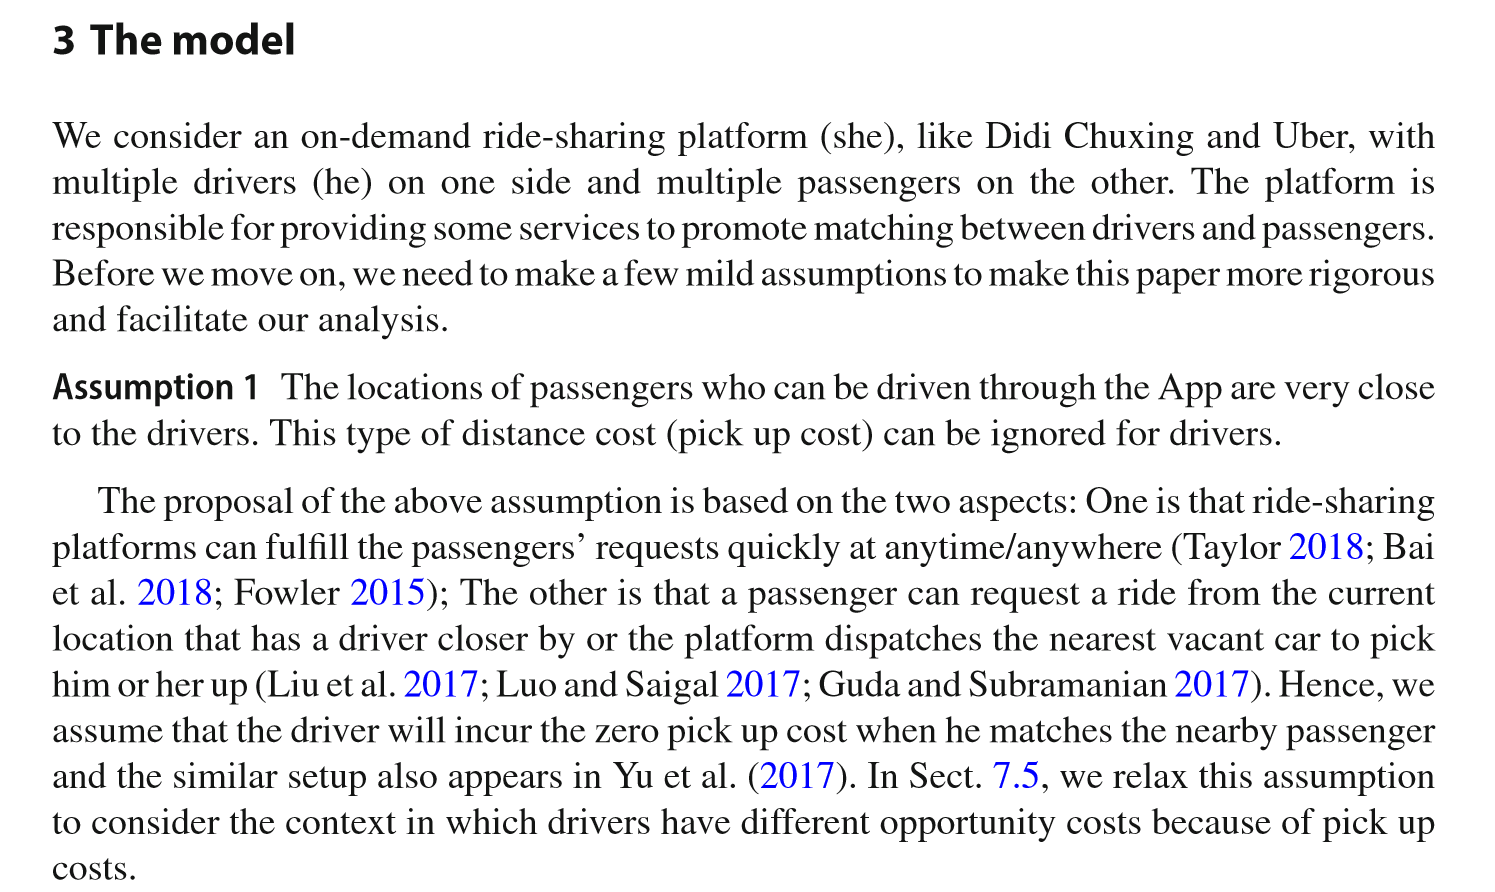 3 The model
We consider an on-demand ride-sharing platform (she), like Didi Chuxing and Uber, with
multiple drivers (he) on one side and multiple passengers on the other. The platform is
responsible for providing some services to promote matching between drivers and passengers.
Before we move on, we need to make a few mild assumptions to make this paper more rigorous
and facilitate our analysis.
Assumption 1 The locations of passengers who can be driven through the App are very close
to the drivers. This type of distance cost (pick up cost) can be ignored for drivers.
The proposal of the above assumption is based on the two aspects: One is that ride-sharing
platforms can fulfill the passengers’ requests quickly at anytime/anywhere (Taylor 2018; Bai
et al. 2018; Fowler 2015); The other is that a passenger can request a ride from the current
location that has a driver closer by or the platform dispatches the nearest vacant car to pick
him or her up (Liu et al. 2017; Luo and Saigal 2017; Guda and Subramanian 2017). Hence, we
assume that the driver will incur the zero pick up cost when he matches the nearby passenger
and the similar setup also appears in Yu et al. (2017). In Sect. 7.5, we relax this assumption
to consider the context in which drivers have different opportunity costs because of pick up
costs.